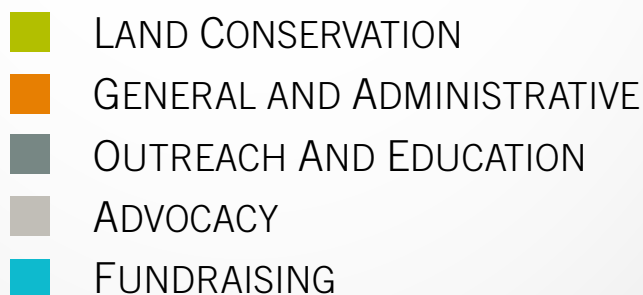 LAND CONSERVATION
GENERAL AND ADMINISTRATIVE
OUTREACH AND EDUCATION
ADVOCACY
FUNDRAISING